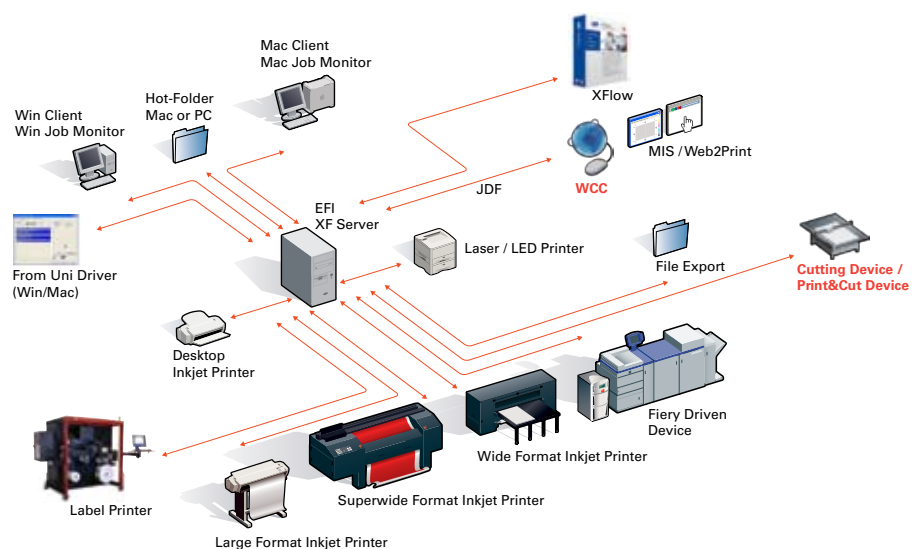 Mac Client
Mac Job Monitor
XFlow
Hot-Folder
Mac or PC
Win Client
Win Job Monitor
MIS / Web2Print
WCC
JDF
EFI
XF Server
Laser / LED Printer
File Export
From Uni Driver
(Win/Mac)
Cutting Device /
Print&Cut Device
Desktop
Inkjet Printer
Fiery Driven
Device
Wide Format Inkjet Printer
Superwide Format Inkjet Printer
Label Printer
Large Format Inkjet Printer